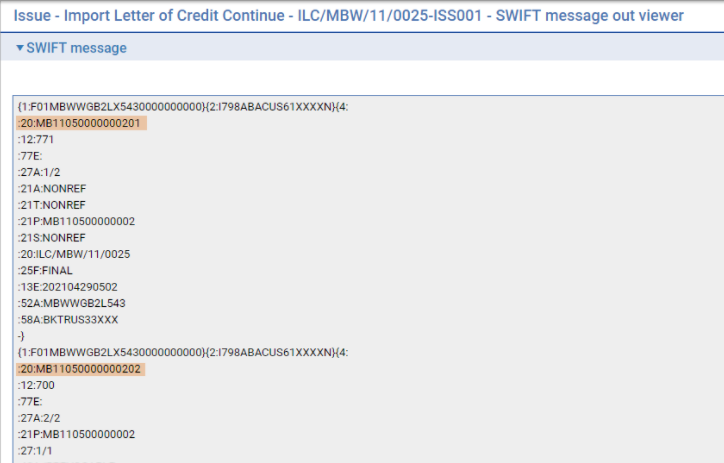 Issue - Import Letter of Credit Continue - ILC/MBW/11/0025-ISS001 - SWIFT message out viewer
SWIFT message
{1:F01MBWWGB2LX5430000000000}{2:I798ABACUS61XXXXN}{4:
:20:MB11050000000201
:12:771
:77E:
:27A:1/2
:21A:NONREF
:21T:NONREF
:21P:MB110500000002
:21S:NONREF
:20:ILC/MBW/11/0025
:25F:FINAL
:13E:202104290502
:52A:MBWWGB2L543
:58A:BKTRUS33XXX
-}
{1:F01MBWWGB2LX5430000000000}{2:I798ABACUS61XXXXN}{4:
:20:MB11050000000202
:12:700
:77E:
:27A:2/2
:21P:MB110500000002
:27:1/1